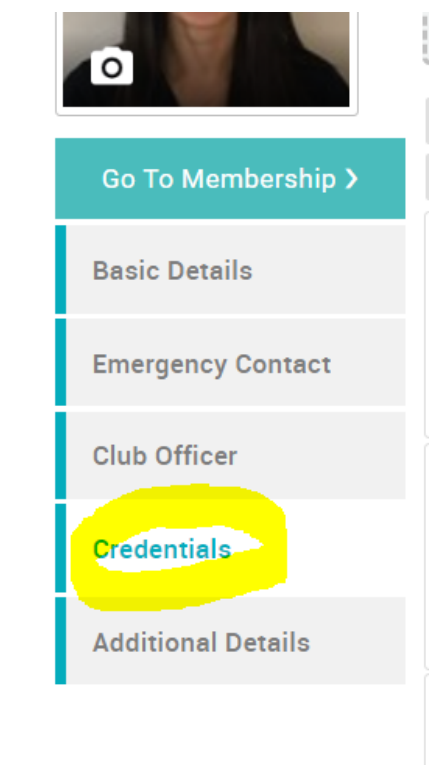 Go To Membership ❯
Basic Details
Emergency Contact
Club Officer
Credentials
Additional Details